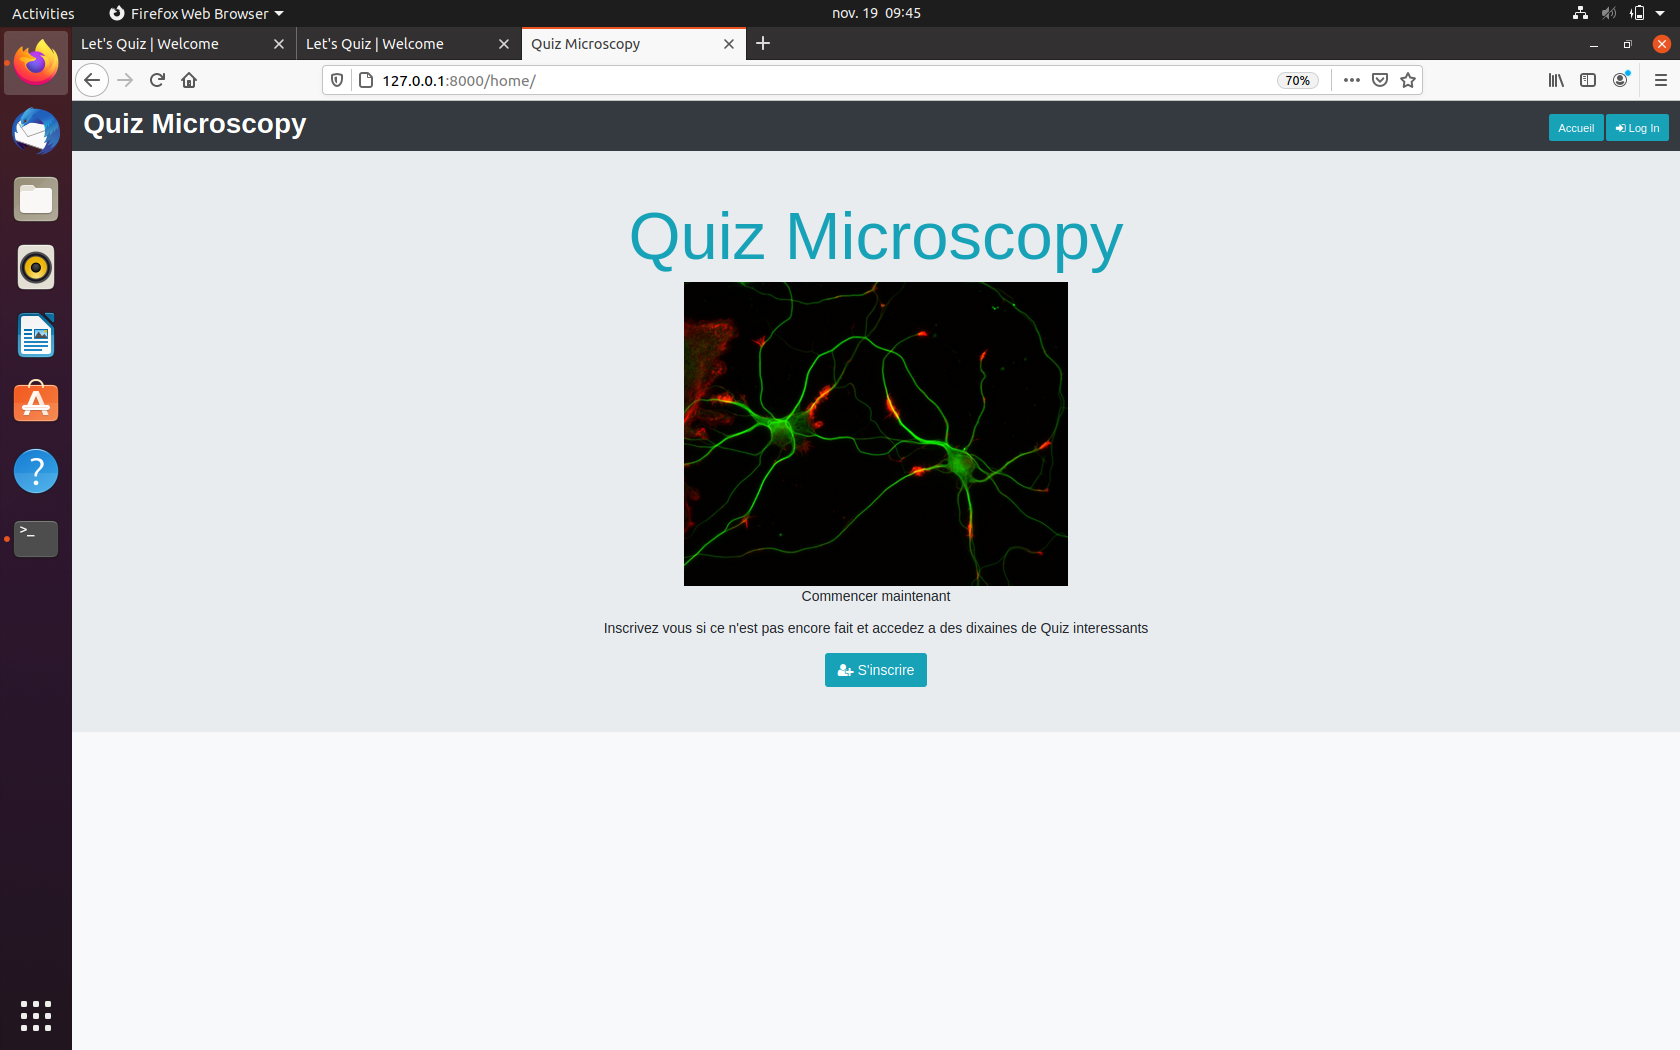 Activities
Firefox Web Browser
nov. 19 09:45
Let's Quiz | Welcome
Let's Quiz | Welcome
Quiz Microscopy
127.0.0.1:8000/home/
70%
Quiz Microscopy
Accueil
Log In
Quiz Microscopy
Commencer maintenant
Inscrivez vous si ce n'est pas encore fait et accedez a des dixaines de Quiz interessants
S'inscrire